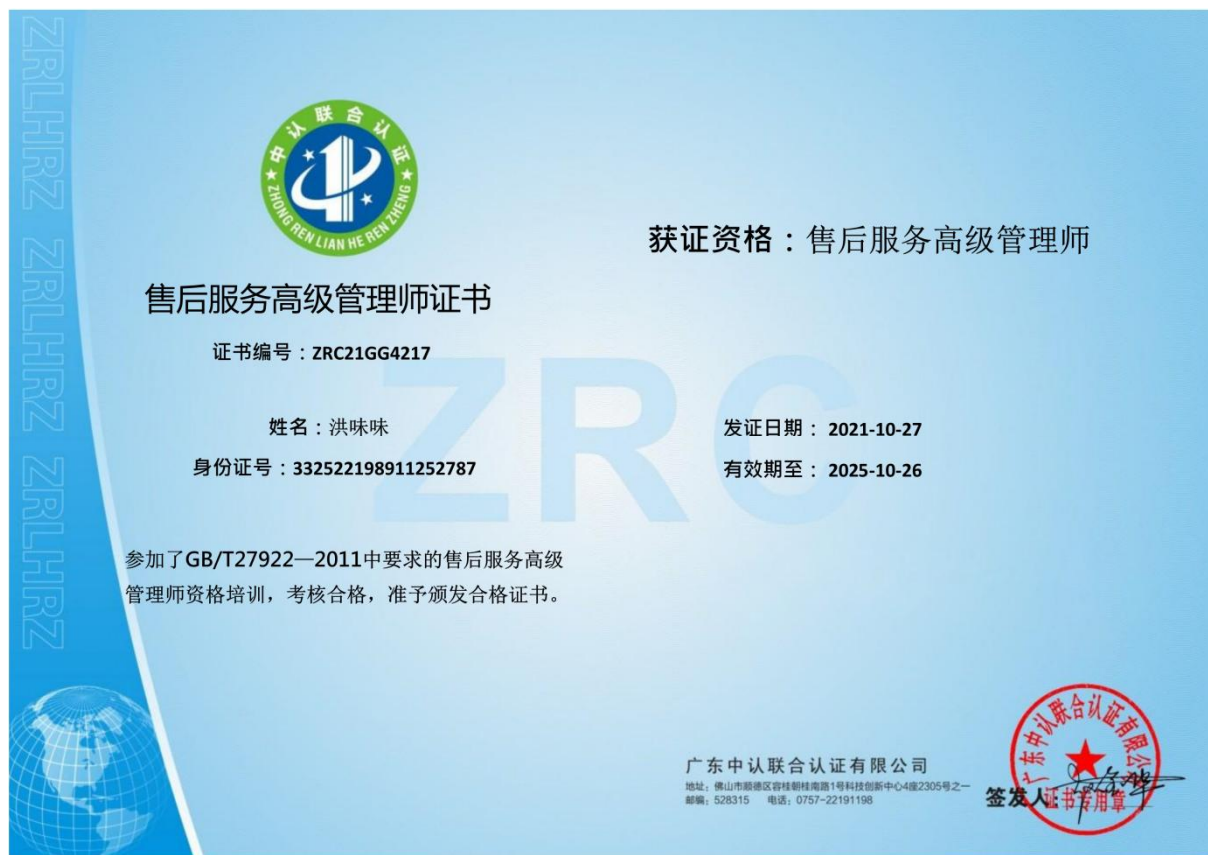 ZRLHRZ ZRLHRZ ZRLHRZ
中认联合认证
ZHONG REN LIAN HE REN ZHENG
售后服务高级管理师证书
证书编号：ZRC21GG4217
姓名：洪味味
身份证号：332522198911252787
参加了GB/T27922—2011中要求的售后服务高级
管理师资格培训，考核合格，准予颁发合格证书。
ZRC
获证资格：售后服务高级管理师
发证日期： 2021-10-27
有效期至： 2025-10-26
广东中认联合认证有限公司
地址：佛山市顺德区容桂朝桂南路1号科技创新中心4座2305号之一
邮编：528315 电话：0757-22191198
签发人：
广东中认联合认证有限公司
证书专用章